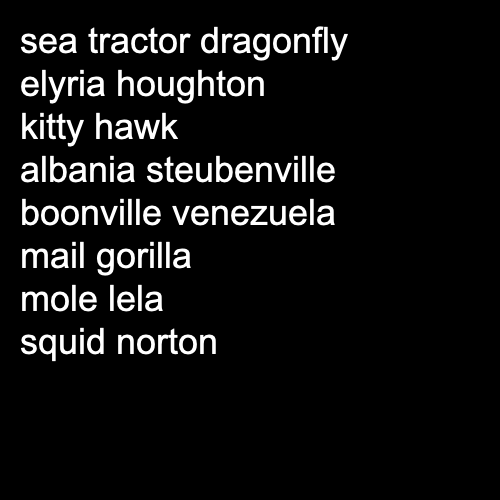 sea tractor dragonfly
elyria houghton
kitty hawk
albania steubenville
boonville venezuela
mail gorilla
mole lela
squid norton